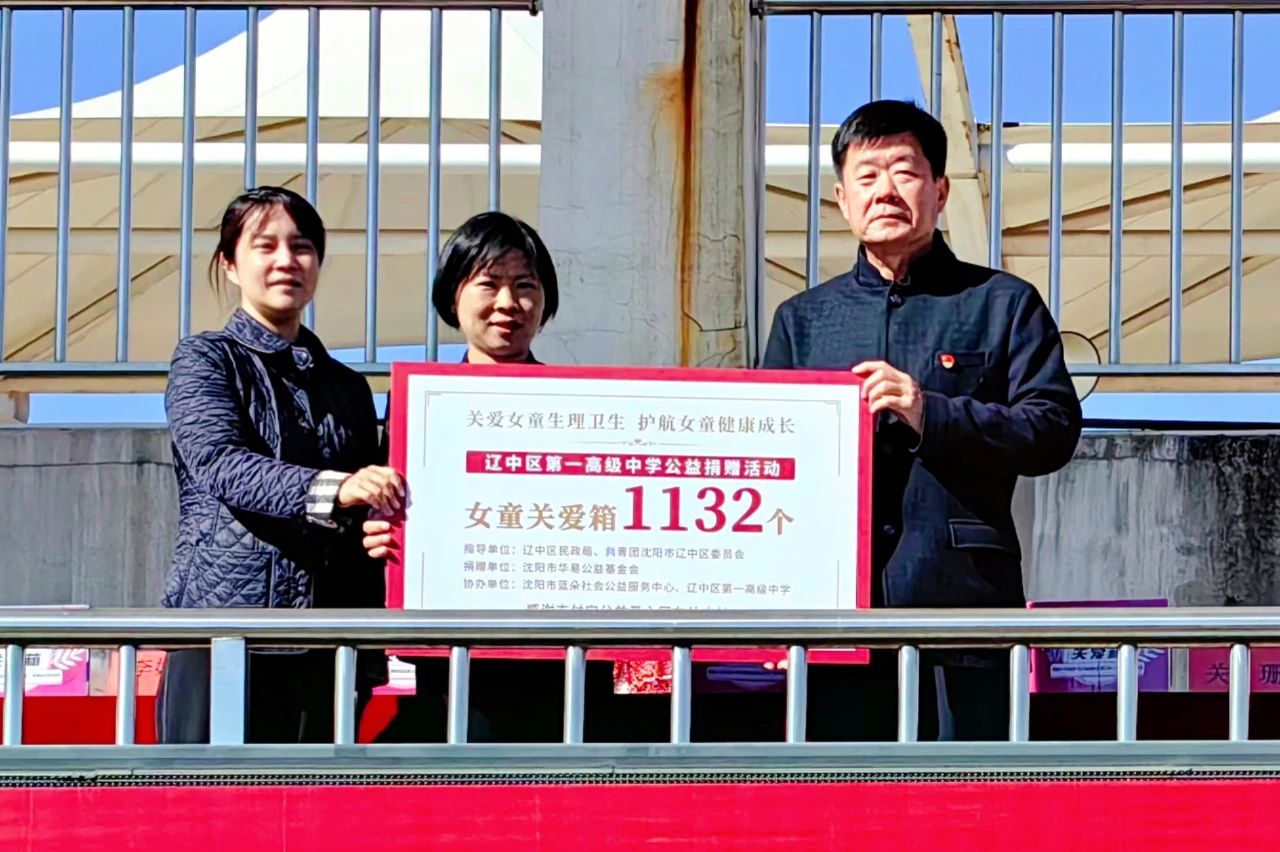 关爱女童生理卫生 护航女童健康成长
辽中区第一高级中学公益捐赠活动
女童关爱箱1132个
指导单位：辽中区民政局、共青团沈阳市辽中区委员会
捐赠单位：沈阳市华易公益基金会
协办单位：沈阳市蓝朵社会公益服务中心、辽中区第一高级中学
箱
关爱
关
珊